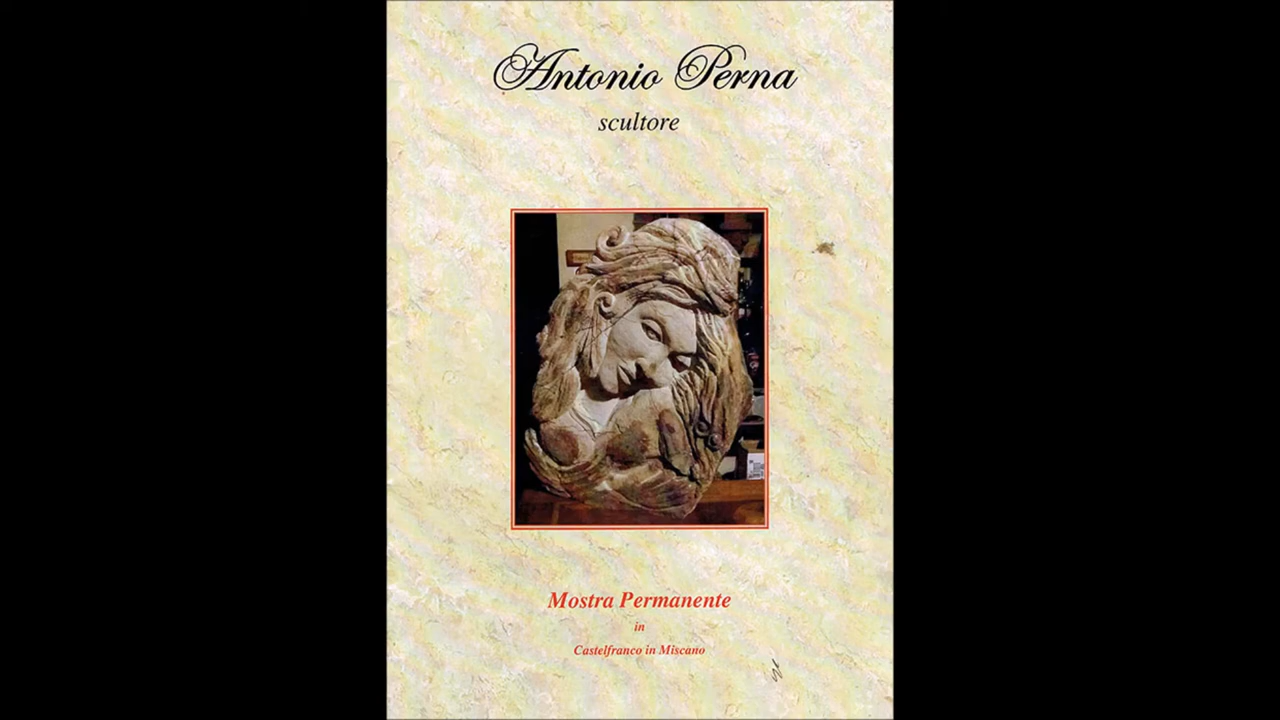 Antonio Perna
scultore
Mostra Permanente
in
Castelfranco in Miscano